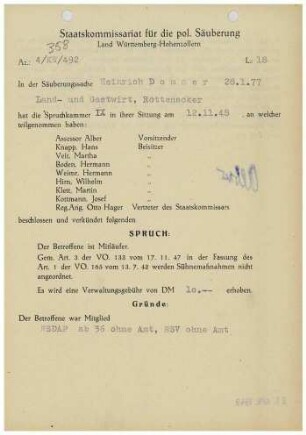 Staatskommissariat für die pol. Säuberung
Land Württemberg-Hohenzollern
358
Az.: 4/XV/492
L. 18
In der Säuberungssache Heinrich Dommer 28.1.77
Land- und Gastwirt, Rottenacker
hat die Spruchkammer IX in ihrer Sitzung am 12.11.48, an welcher
teilgenommen haben:
Assessor Alber Vorsitzender
Knapp, Hans Beisitzer
Veit, Martha "
Boden, Hermann "
Weimr, Hermann "
Hirn, Wilhelm "
Klett, Martin "
Kottmann, Josef "
Reg.Ang. Otto Hager Vertreter des Staatskommissars
beschlossen und verkündet folgenden
SPRUCH:
Der Betroffene ist Mitläufer.
Gem. Art. 3 der VO. 133 vom 17. 11. 47 in der Fassung des
Art. 1 der VO. 165 vom 13. 7. 48 werden Sühnemaßnahmen nicht
angeordnet.
Es wird eine Verwaltungsgebühr von DM 10.-- erhoben.
Gründe:
Der Betroffene war Mitglied
NSDAP ab 36 ohne Amt, NSV ohne Amt